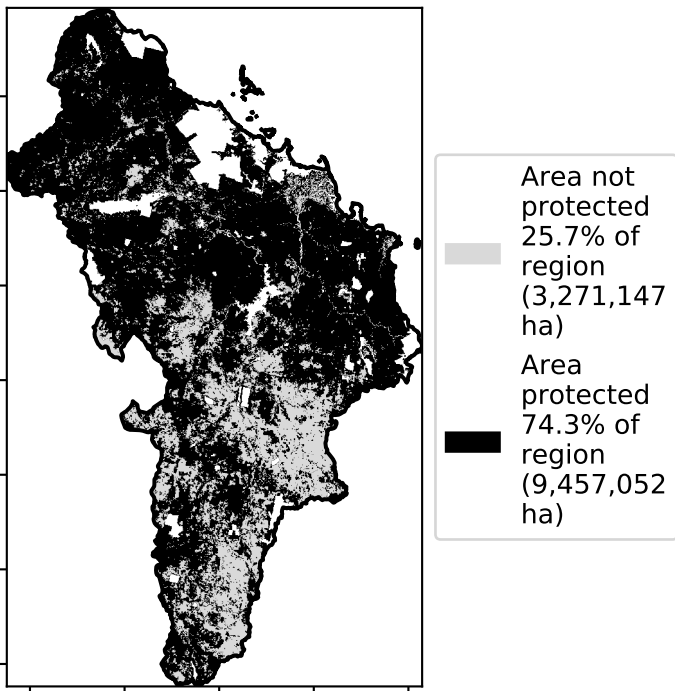 Area not
protected
25.7% of
region
(3,271,147
ha)
Area
protected
74.3% of
region
(9,457,052
ha)